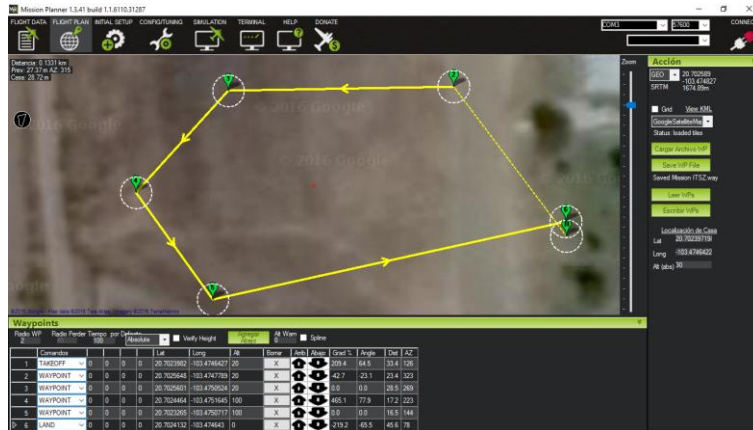 Mission Planner 1.3.41 build 1.1.6110.31287
FLIGHT DATA FLIGHT PLAN INITIAL SETUP CONFIG/TUNING SIMULATION TERMINAL HELP DONATE
COM3 57600 CONNECT
Distancia: 0.1331 km
Prev: 27.37 m AZ: 315
Casa: 28.72 m
Zoom
Acción
GEO 20.702589
-103.474827
SRTM 1674.89m
Grid View KML
GoogleSatelliteMa
Status: loaded tiles
Cargar Archivo WP
Save WP File
Saved Mission ITSZ.way
Leer WPs
Escribir WPs
Localización de Casa
Lat 20.70239719
Long -103.4746422
Alt (abs) 30
© 2016 Google
Waypoints
Radio WP Radio Perder Tiempo por Defecto Alt Warn
2 100 Absolute Verify Height Agregar Abajo 0 Spline
Comandos Lat Long Alt Borrar Arrib Abajo Grad % Angle Dist AZ
1 TAKEOFF 0 0 0 0 20.7023982 -103.4746427 20 X 209.4 64.5 33.4 126
2 WAYPOINT 0 0 0 0 20.7025648 -103.4747789 20 X -42.7 -23.1 23.4 323
3 WAYPOINT 0 0 0 0 20.7025601 -103.4750524 20 X 0.0 0.0 28.5 269
4 WAYPOINT 0 0 0 0 20.7024464 -103.4751645 100 X 465.1 77.9 17.2 223
5 WAYPOINT 0 0 0 0 20.7023265 -103.4750717 100 X 0.0 0.0 16.5 144
6 LAND 0 0 0 0 20.7024132 -103.474643 0 X -219.2 -65.5 45.6 78